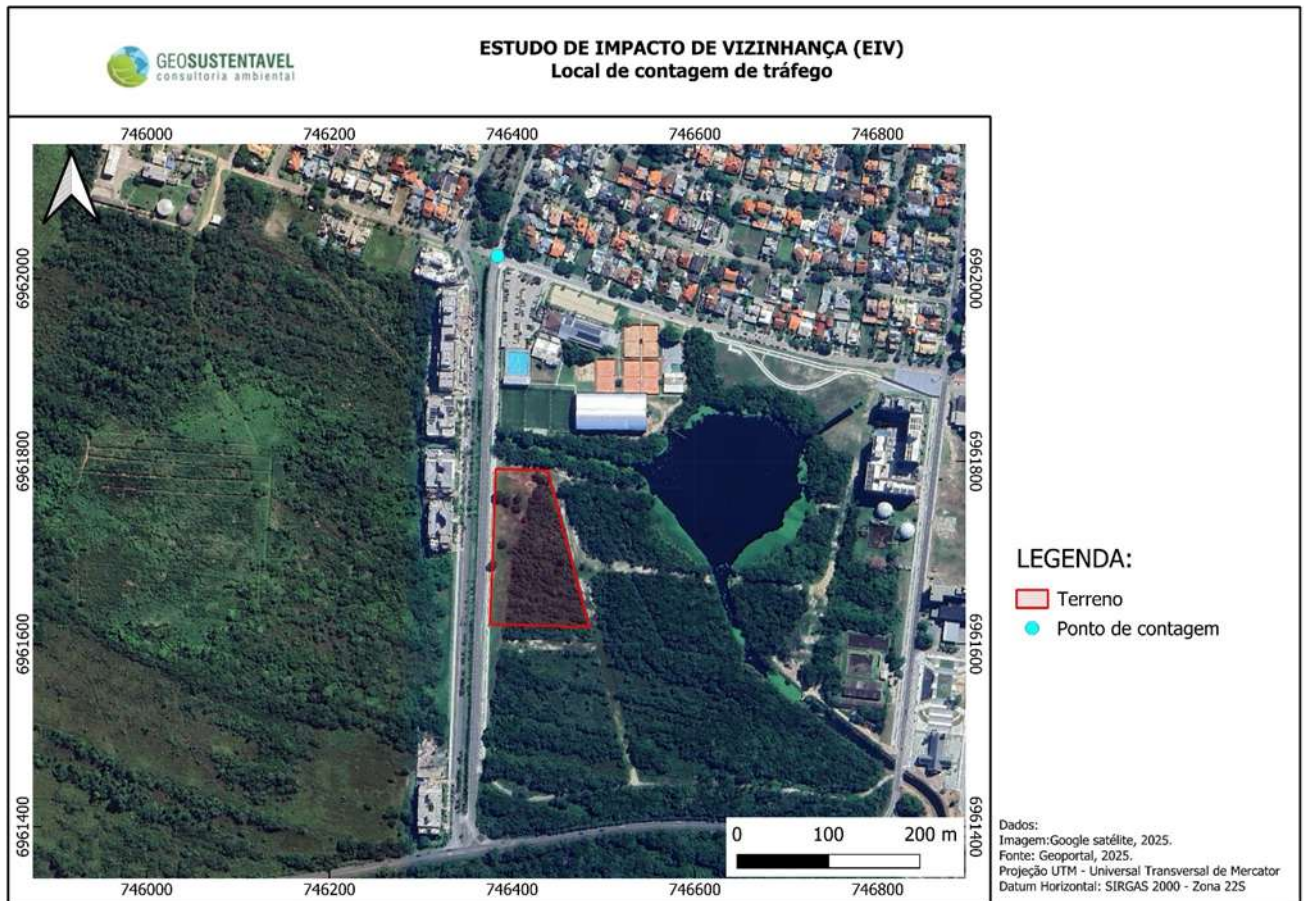 GEOSUSTENTAVEL
consultoria ambiental
ESTUDO DE IMPACTO DE VIZINHANÇA (EIV)
Local de contagem de tráfego
746000 746200 746400 746600 746800
6962000 6962000
6961800 6961800
6961600 6961600
6961400 6961400
LEGENDA:
Terreno
Ponto de contagem
0 100 200 m
746000 746200 746400 746600 746800
Dados:
Imagem:Google satélite, 2025.
Fonte: Geoportal, 2025.
Projeção UTM - Universal Transversal de Mercator
Datum Horizontal: SIRGAS 2000 - Zona 22S